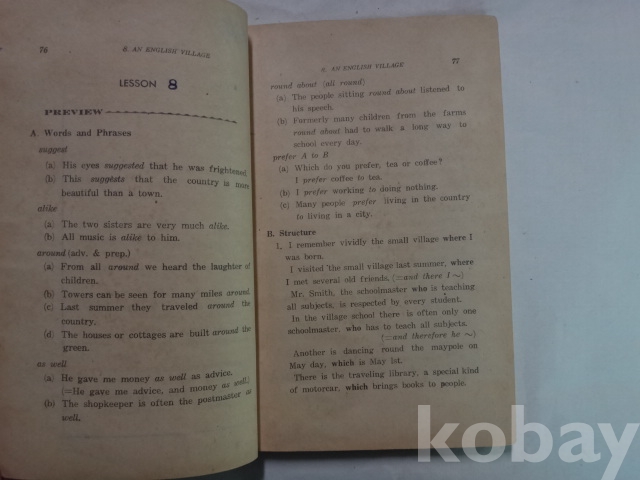 76
8. AN ENGLISH VILLAGE
LESSON 8
PREVIEW
A. Words and Phrases
suggest
(a) His eyes suggested that he was frightened.
(b) This suggests that the country is more
beautiful than a town.
alike
(a) The two sisters are very much alike.
(b) All music is alike to him.
around (adv. & prep.)
(a) From all around we heard the laughter of
children.
(b) Towers can be seen for many miles around.
(c) Last summer they traveled around the
country.
(d) The houses or cottages are built around the
green.
as well
(a) He gave me money as well as advice.
(=He gave me advice, and money as well.)
(b) The shopkeeper is often the postmaster as
well.
8. AN ENGLISH VILLAGE
77
round about (all round)
(a) The people sitting round about listened to
his speech.
(b) Formerly many children from the farms
round about had to walk a long way to
school every day.
prefer A to B
(a) Which do you prefer, tea or coffee?
I prefer coffee to tea.
(b) I prefer working to doing nothing.
(c) Many people prefer living in the country
to living in a city.
B. Structure
1. I remember vividly the small village where I
was born.
I visited the small village last summer, where
I met several old friends. (=and there I ~)
Mr. Smith, the schoolmaster who is teaching
all subjects, is respected by every student.
In the village school there is often only one
schoolmaster, who has to teach all subjects.
(=and therefore he ~)
Another is dancing round the maypole on
May day, which is May 1st.
There is the traveling library, a special kind
of motorcar, which brings books to people.
kobay